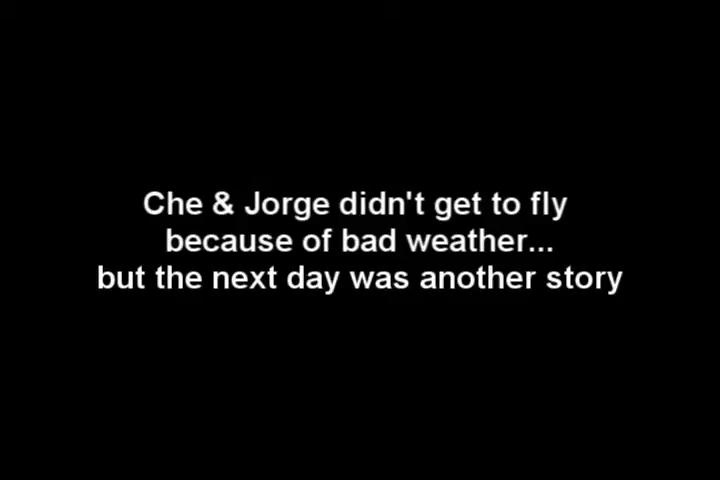 Che & Jorge didn't get to fly
because of bad weather...
but the next day was another story